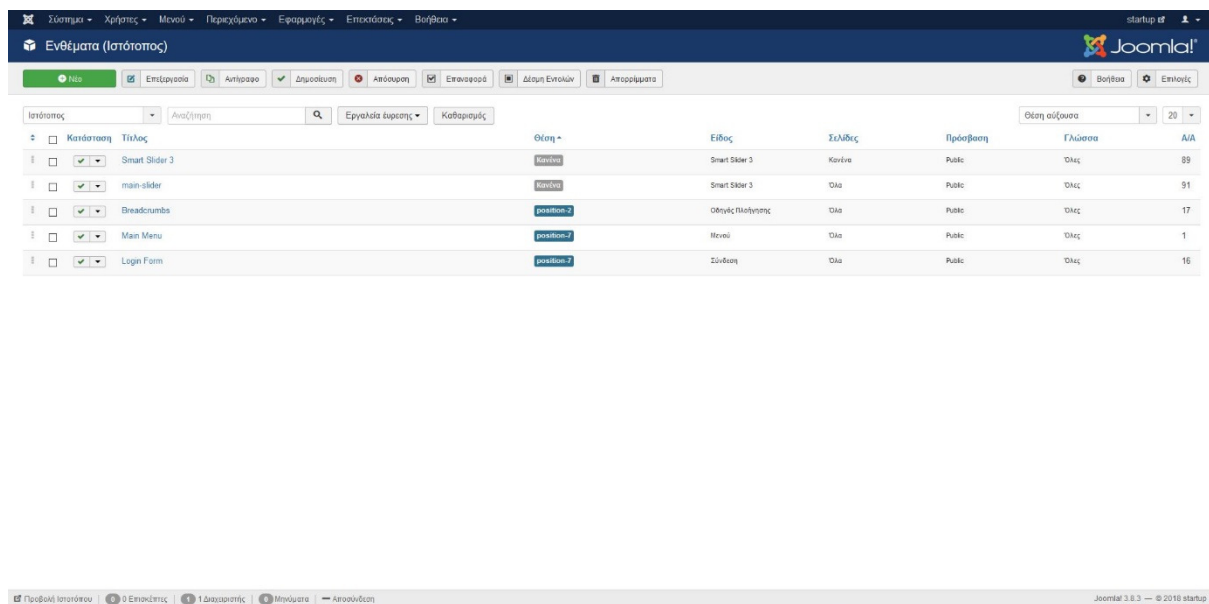 Σύστημα Χρήστες Μενού Περιεχόμενο Εφαρμογές Επεκτάσεις Βοήθεια startup
Ενθέματα (Ιστότοπος) Joomla!
Νέο Επεξεργασία Αντίγραφο Δημοσίευση Απόσυρση Επαναφορά Δέσμη Εντολών Απορρίμματα Βοήθεια Επιλογές
Ιστότοπος Αναζήτηση Εργαλεία έυρεσης Καθαρισμός Θέση αύξουσα 20
Κατάσταση Τίτλος Θέση Είδος Σελίδες Πρόσβαση Γλώσσα Α/Α
Smart Slider 3 Κανένα Smart Slider 3 Κανένα Public Όλες 89
main-slider Κανένα Smart Slider 3 Όλα Public Όλες 91
Breadcrumbs position-2 Οδηγός Πλοήγησης Όλα Public Όλες 17
Main Menu position-7 Μενού Όλα Public Όλες 1
Login Form position-7 Σύνδεση Όλα Public Όλες 16
Προβολή Ιστοτόπου 0 0 Επισκέπτες 1 1 Διαχειριστής 0 Μηνύματα Αποσύνδεση Joomla! 3.8.3 — © 2018 startup